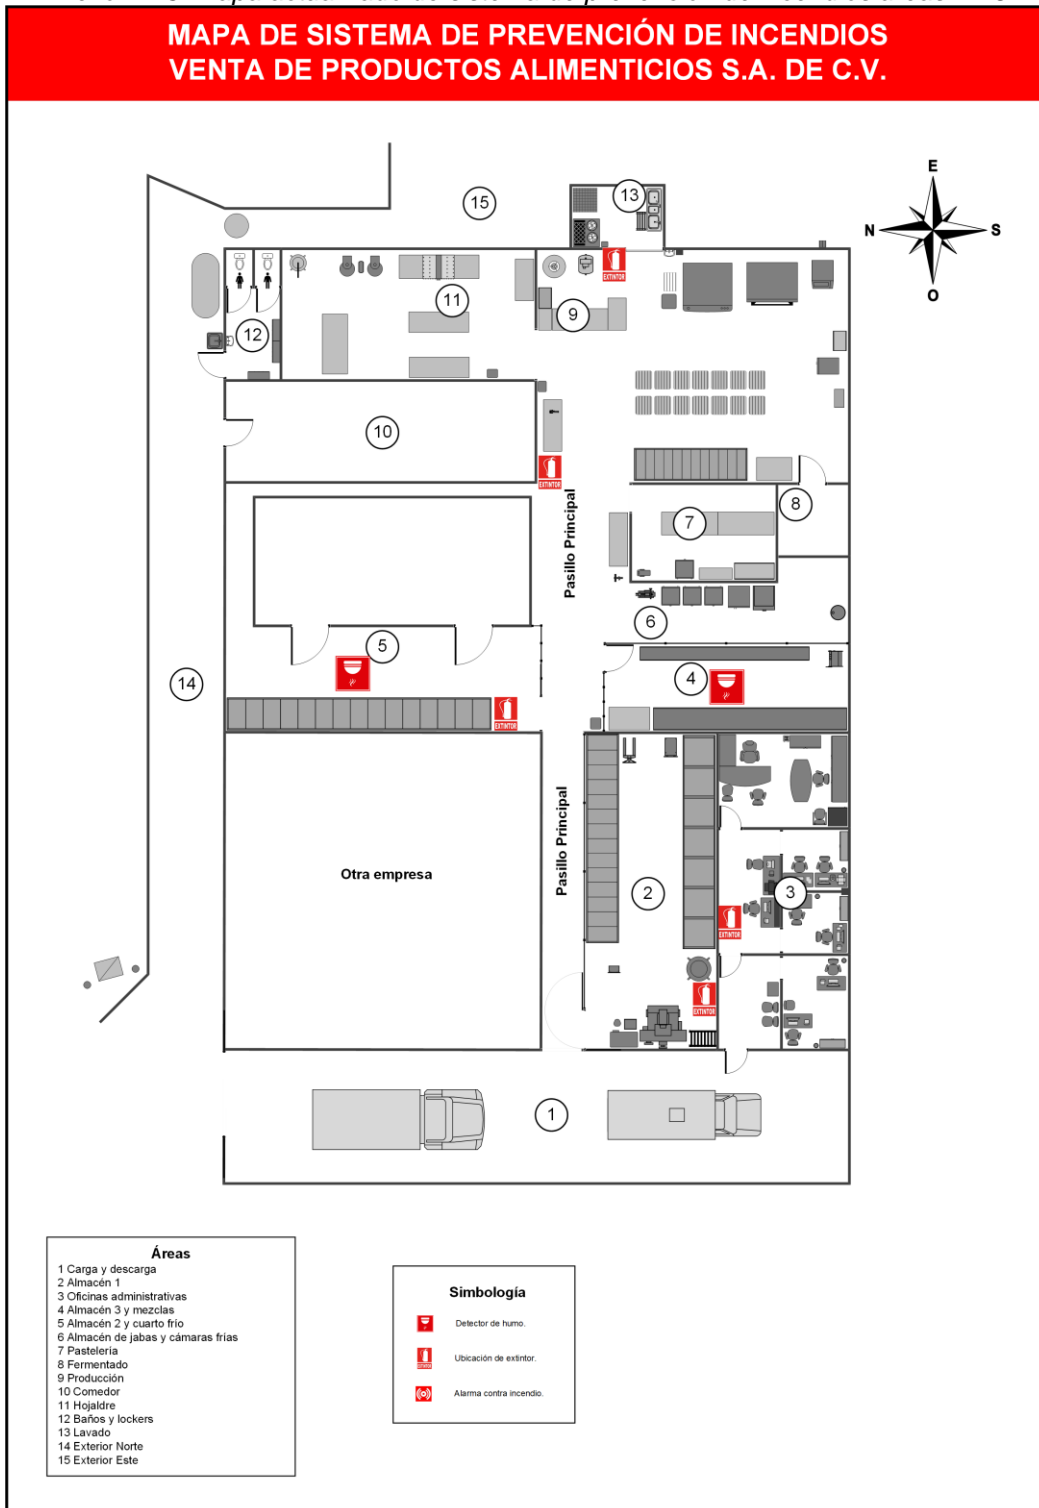 MAPA DE SISTEMA DE PREVENCIÓN DE INCENDIOS
VENTA DE PRODUCTOS ALIMENTICIOS S.A. DE C.V.
E
N
S
O
15
13
EXTINTOR
11
9
12
10
EXTINTOR
8
7
Pasillo Principal
6
5
4
14
EXTINTOR
Pasillo Principal
Otra empresa
2
3
EXTINTOR
EXTINTOR
1
Áreas
1 Carga y descarga
2 Almacén 1
3 Oficinas administrativas
4 Almacén 3 y mezclas
5 Almacén 2 y cuarto frío
6 Almacén de jabas y cámaras frías
7 Pastelería
8 Fermentado
9 Producción
10 Comedor
11 Hojaldre
12 Baños y lockers
13 Lavado
14 Exterior Norte
15 Exterior Este
Simbología
Detector de humo.
Ubicación de extintor.
Alarma contra incendio.